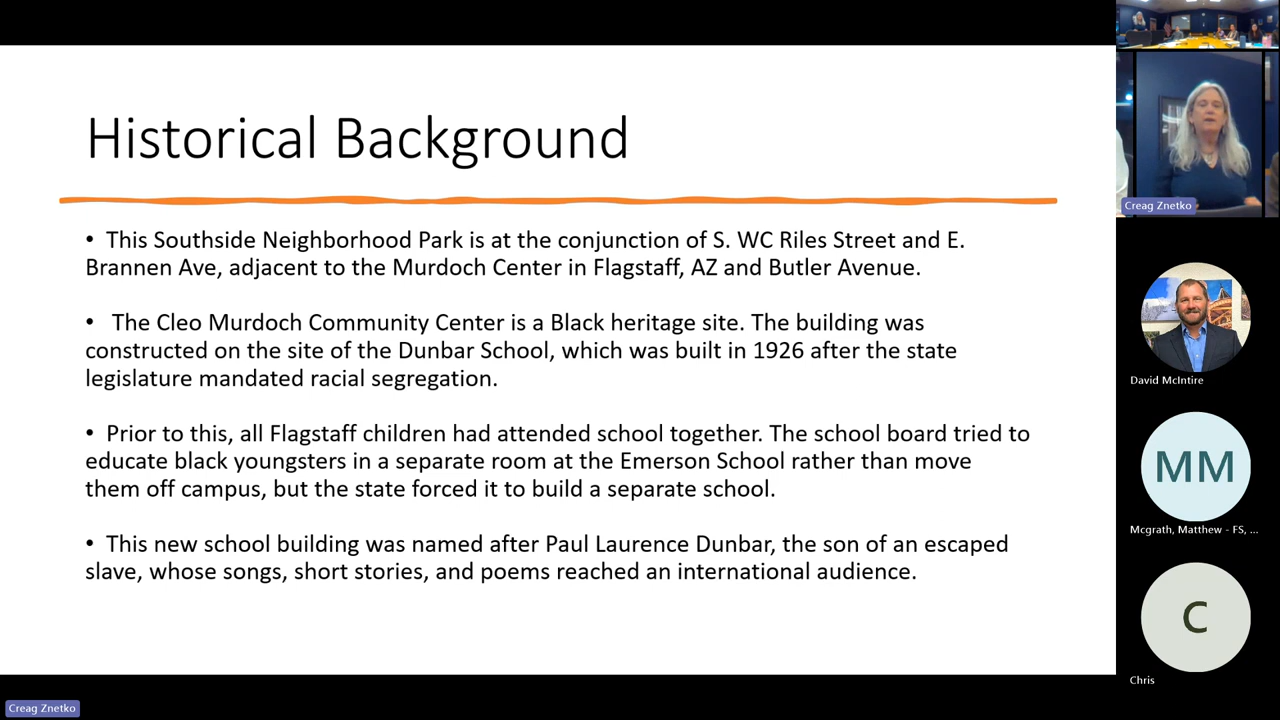 Historical Background
• This Southside Neighborhood Park is at the conjunction of S. WC Riles Street and E.
Brannen Ave, adjacent to the Murdoch Center in Flagstaff, AZ and Butler Avenue.
• The Cleo Murdoch Community Center is a Black heritage site. The building was
constructed on the site of the Dunbar School, which was built in 1926 after the state
legislature mandated racial segregation.
• Prior to this, all Flagstaff children had attended school together. The school board tried to
educate black youngsters in a separate room at the Emerson School rather than move
them off campus, but the state forced it to build a separate school.
• This new school building was named after Paul Laurence Dunbar, the son of an escaped
slave, whose songs, short stories, and poems reached an international audience.
Creag Znetko
Creag Znetko
David McIntire
MM
Mcgrath, Matthew - FS, ...
C
Chris